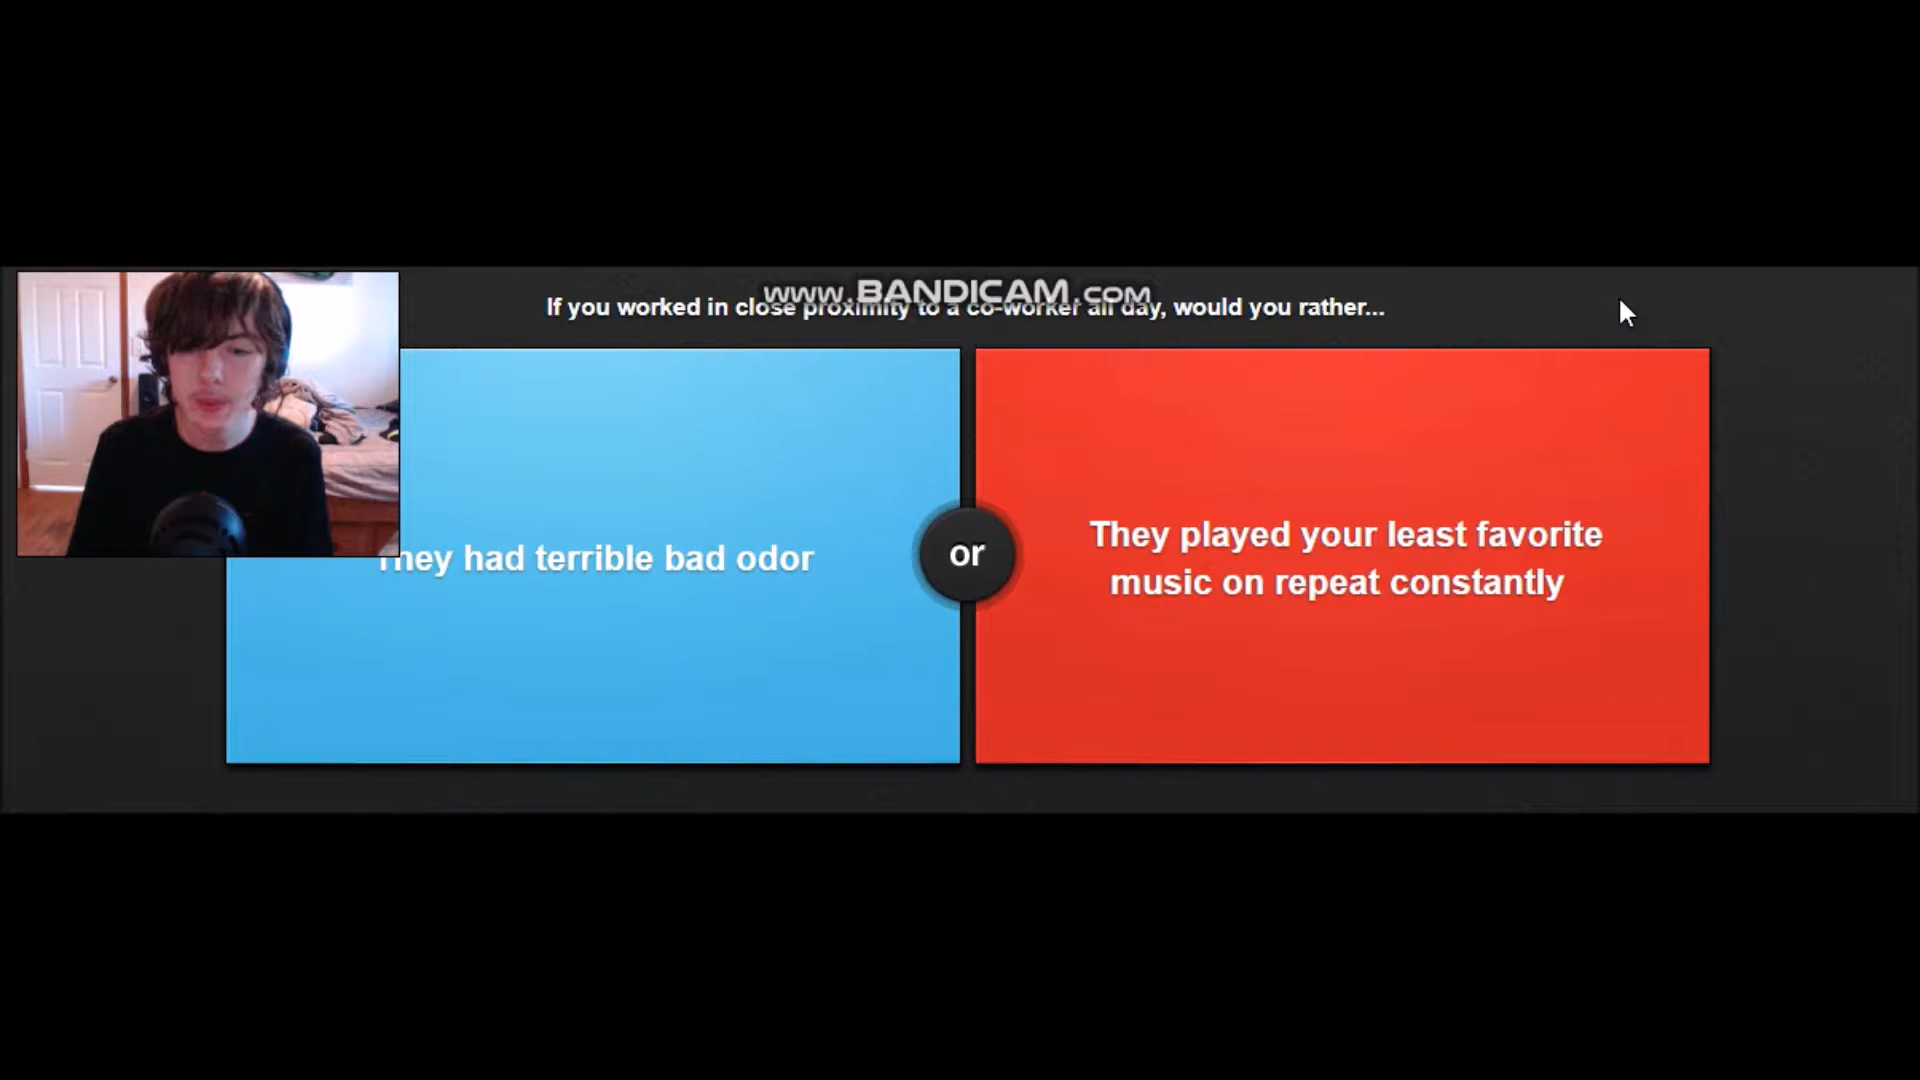 www.BANDICAM.COM
If you worked in close proximity to a co-worker all day, would you rather...
They had terrible bad odor
or
They played your least favorite
music on repeat constantly